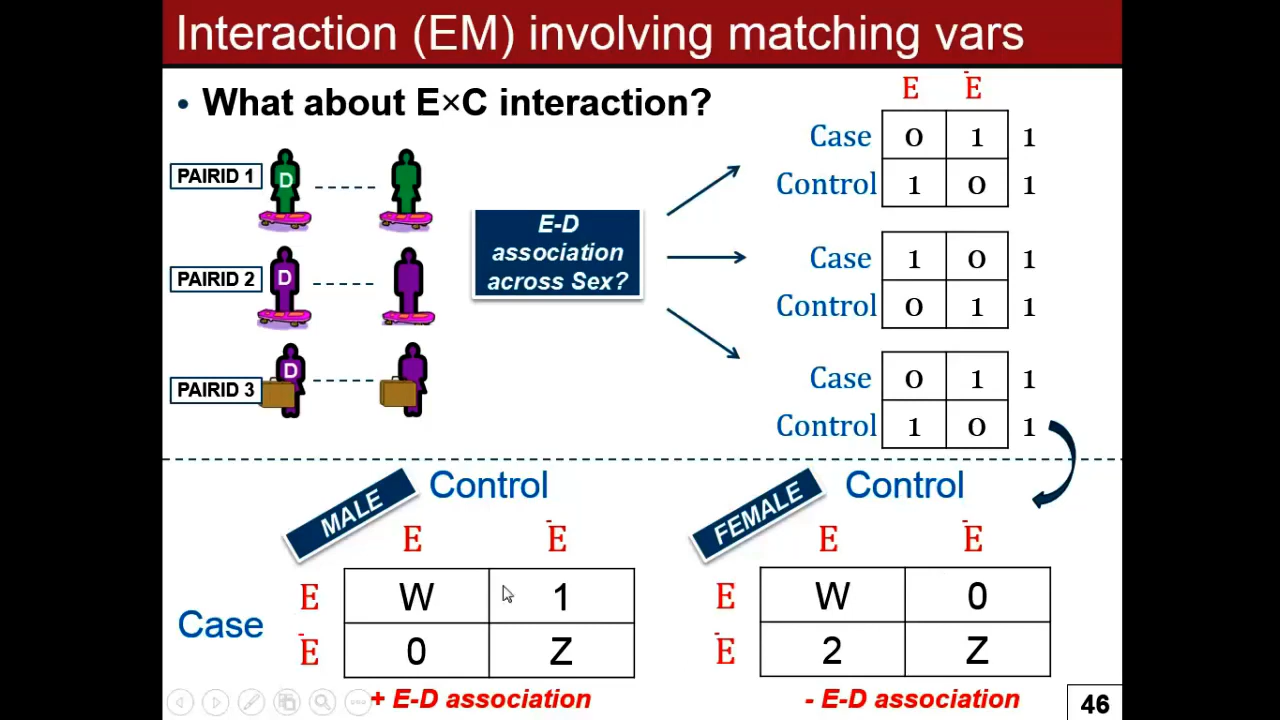 Interaction (EM) involving matching vars
• What about E×C interaction?
E Ē
Case 0 1 1
Control 1 0 1
PAIRID 1
D
E-D
association
across Sex?
Case 1 0 1
Control 0 1 1
PAIRID 2
D
Case 0 1 1
Control 1 0 1
PAIRID 3
D
MALE
Control
E Ē
Case
E W 1
Ē 0 Z
+ E-D association
FEMALE
Control
E Ē
E W 0
Ē 2 Z
- E-D association
46